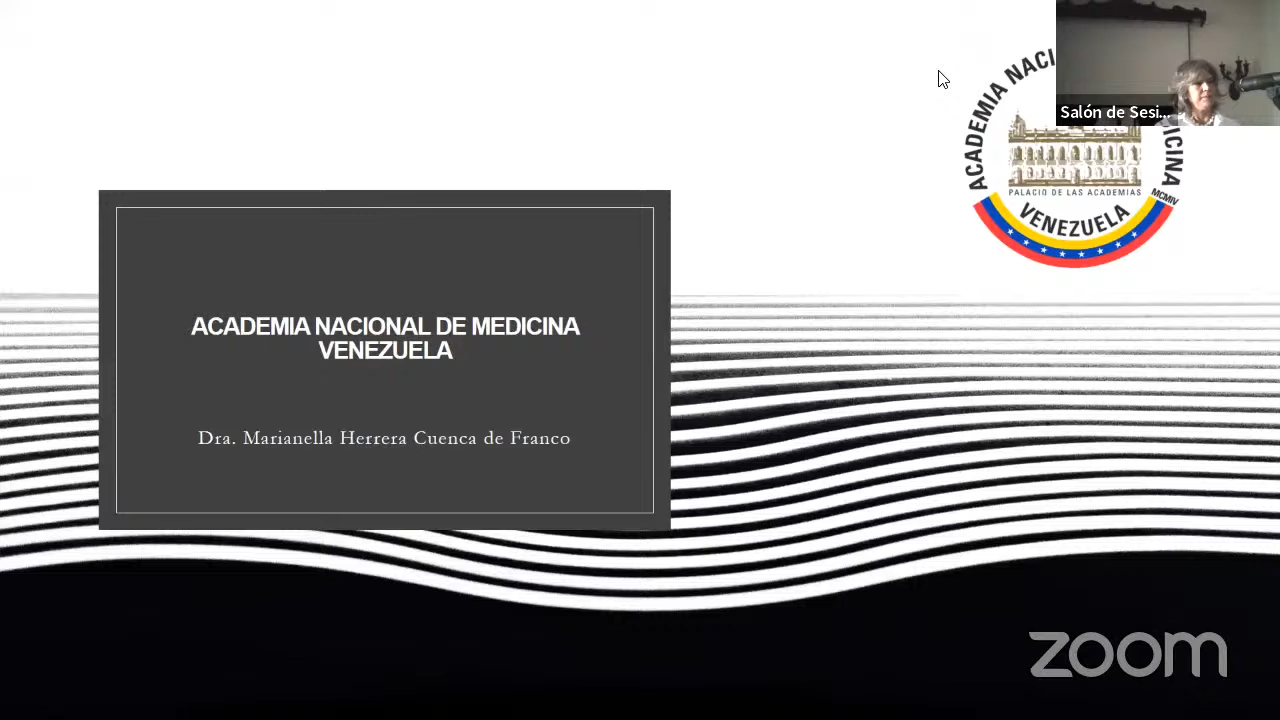 ACADEMIA NACI
ICINA
MCMIV
PALACIO DE LAS ACADEMIAS
VENEZUELA
Salón de Sesi...
ACADEMIA NACIONAL DE MEDICINA
VENEZUELA
Dra. Marianella Herrera Cuenca de Franco
zoom